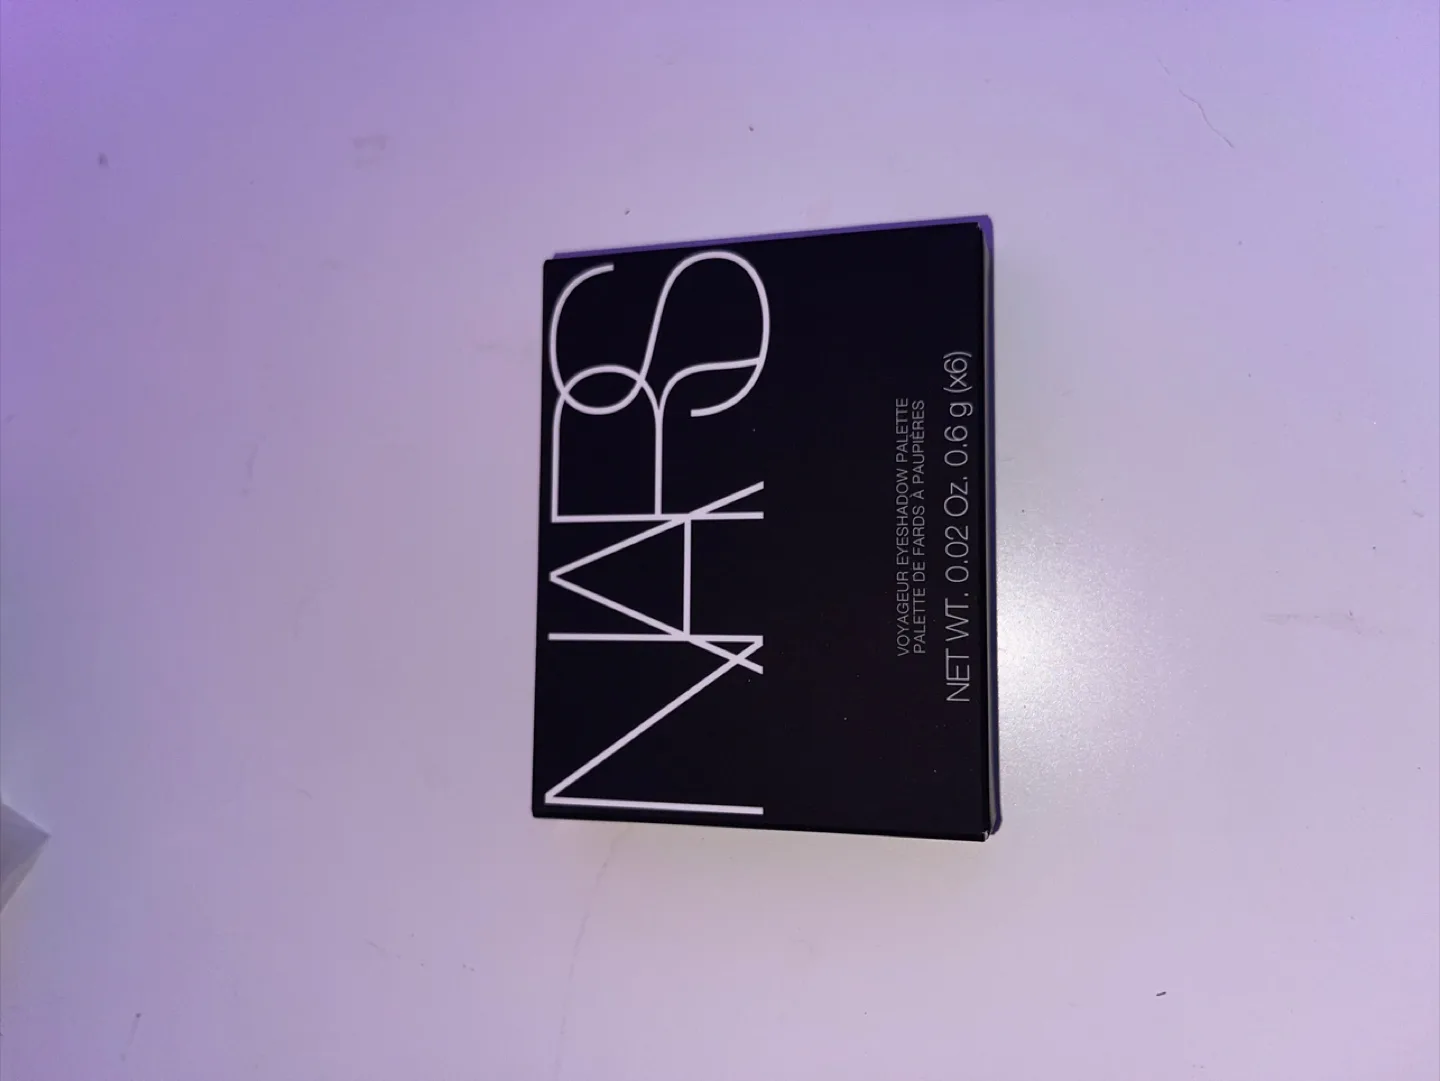 NARS
VOYAGEUR EYESHADOW PALETTE
PALETTE DE FARDS À PAUPIÈRES
NET WT. 0.02 Oz. 0.6 g (x6)